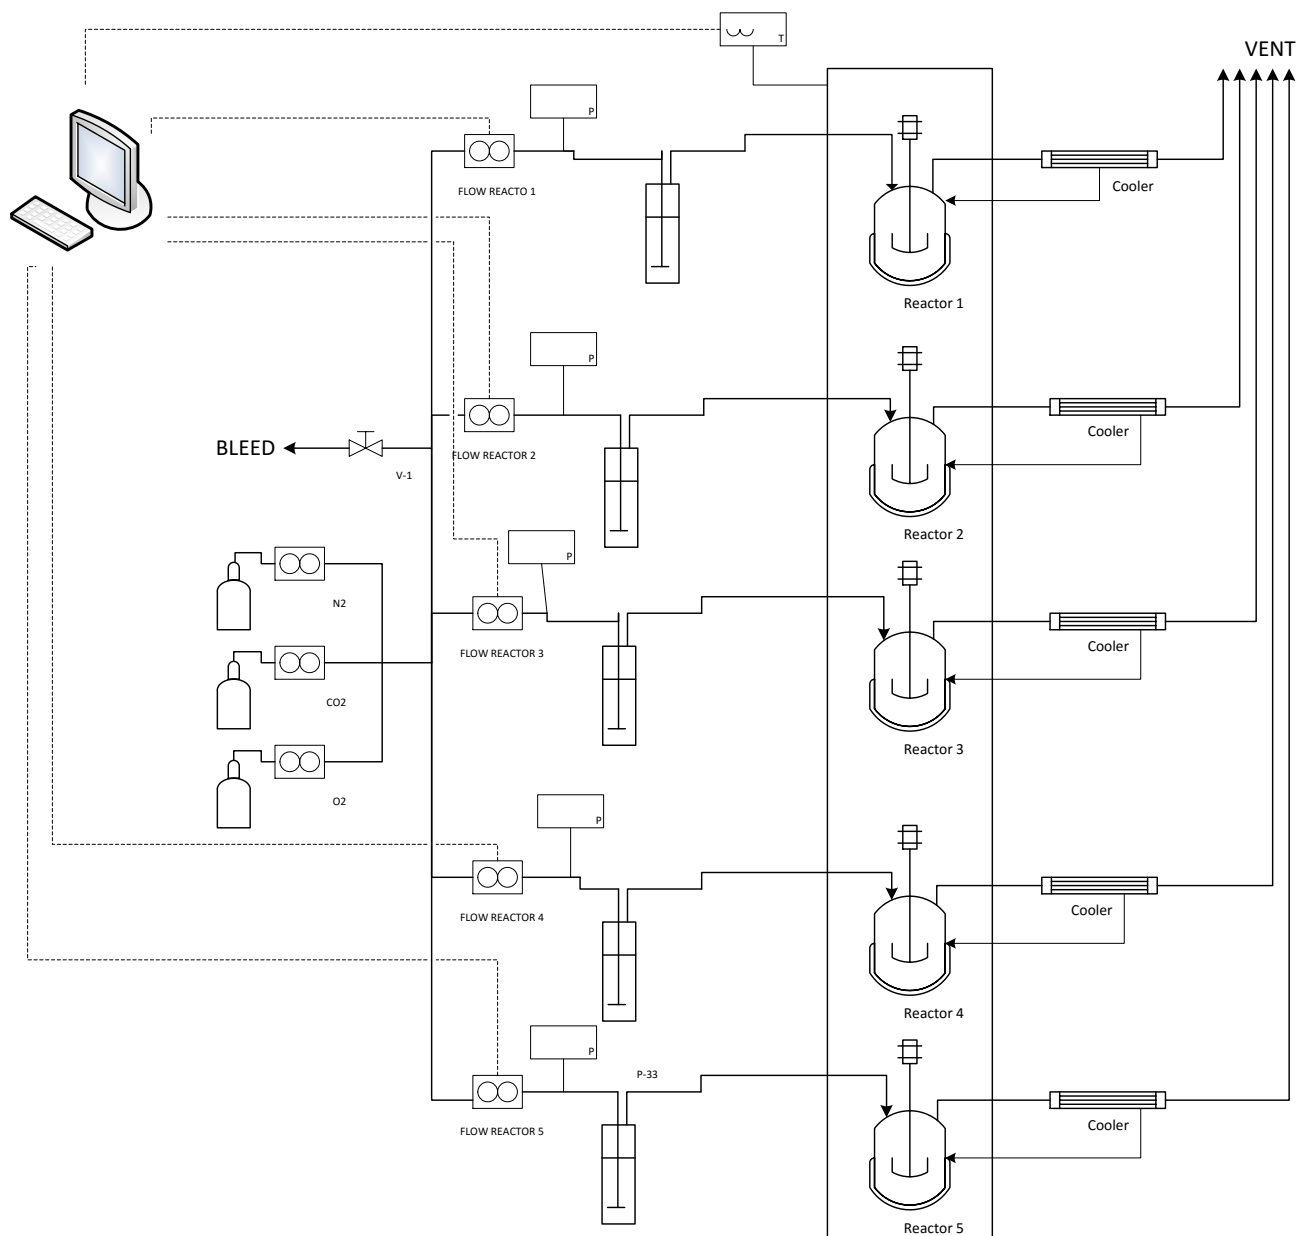 T
VENT
P
FLOW REACTO 1
Cooler
Reactor 1
P
Cooler
BLEED
FLOW REACTOR 2
V-1
Reactor 2
P
N2
FLOW REACTOR 3
Cooler
CO2
Reactor 3
O2
P
Cooler
FLOW REACTOR 4
Reactor 4
P
P-33
Cooler
FLOW REACTOR 5
Reactor 5